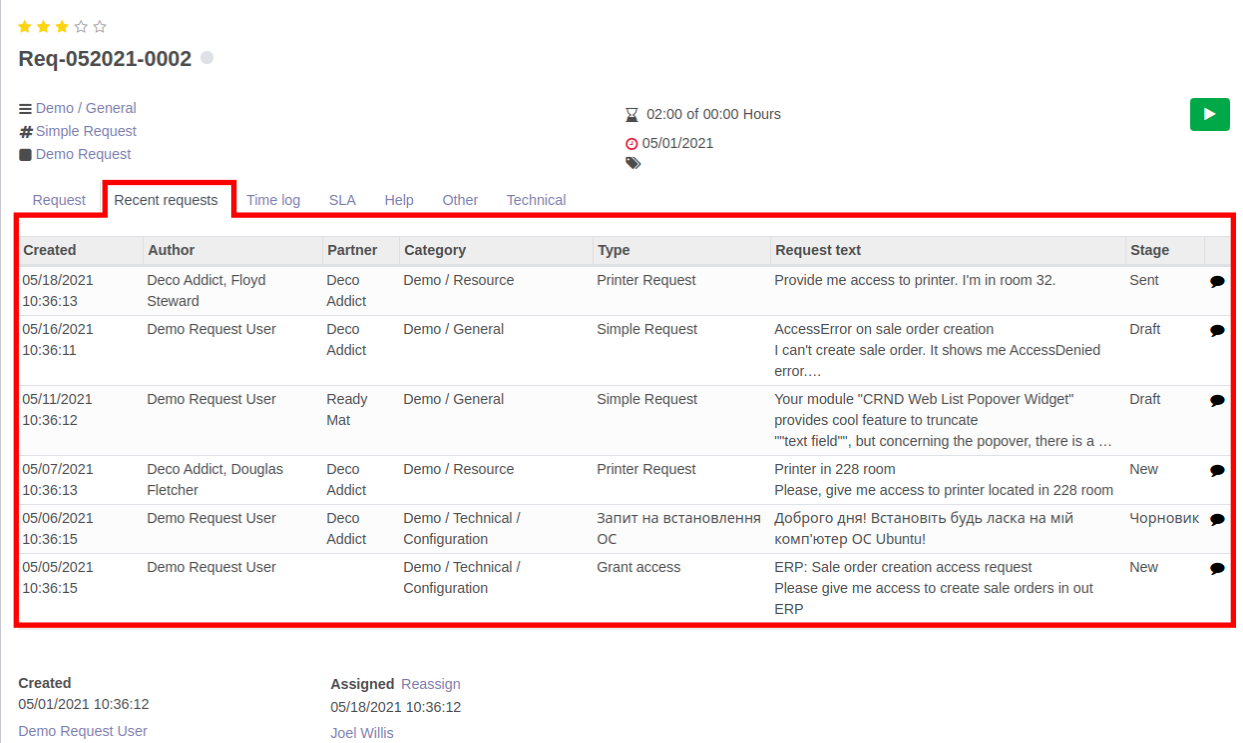 Req-052021-0002
Demo / General
Simple Request
Demo Request
02:00 of 00:00 Hours
05/01/2021
Request Recent requests Time log SLA Help Other Technical
Created Author Partner Category Type Request text Stage
05/18/2021 Deco Addict, Floyd Deco Demo / Resource Printer Request Provide me access to printer. I'm in room 32. Sent
10:36:13 Steward Addict
05/16/2021 Demo Request User Deco Demo / General Simple Request AccessError on sale order creation Draft
10:36:11 Addict I can't create sale order. It shows me AccessDenied
error.…
05/11/2021 Demo Request User Ready Demo / General Simple Request Your module "CRND Web List Popover Widget" Draft
10:36:12 Mat provides cool feature to truncate
""text field"", but concerning the popover, there is a …
05/07/2021 Deco Addict, Douglas Deco Demo / Resource Printer Request Printer in 228 room New
10:36:13 Fletcher Addict Please, give me access to printer located in 228 room
05/06/2021 Demo Request User Deco Demo / Technical / Запит на встановлення Доброго дня! Встановіть будь ласка на мій Чорновик
10:36:15 Addict Configuration ОС комп'ютер ОС Ubuntu!
05/05/2021 Demo Request User Demo / Technical / Grant access ERP: Sale order creation access request New
10:36:15 Configuration Please give me access to create sale orders in out
ERP
Created Assigned Reassign
05/01/2021 10:36:12 05/18/2021 10:36:12
Demo Request User Joel Willis